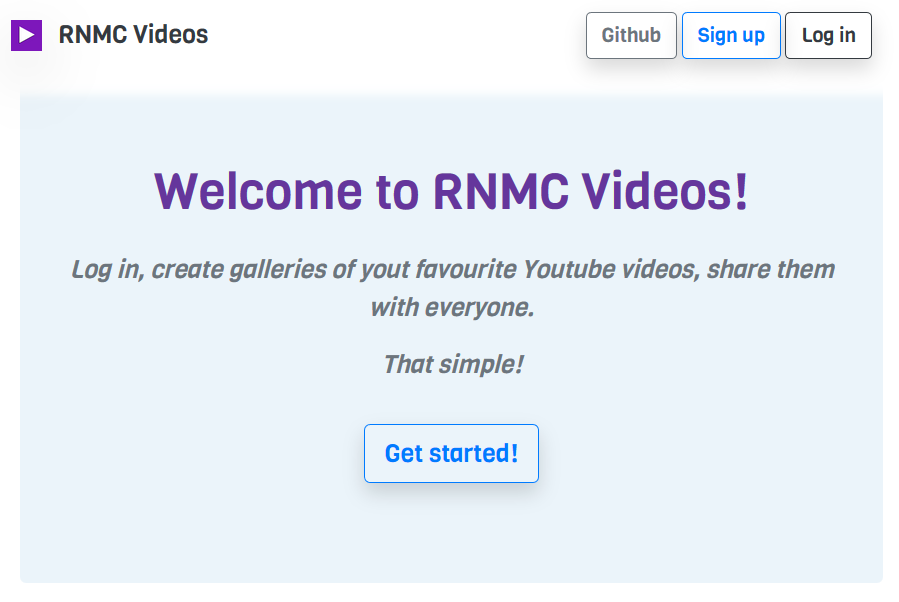 RNMC Videos
Github
Sign up
Log in
Welcome to RNMC Videos!
Log in, create galleries of yout favourite Youtube videos, share them
with everyone.
That simple!
Get started!